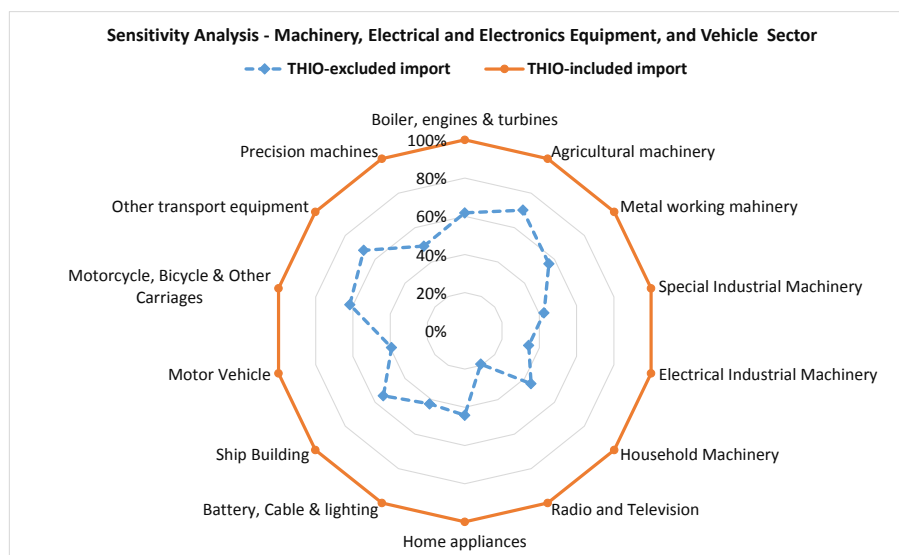 Sensitivity Analysis - Machinery, Electrical and Electronics Equipment, and Vehicle Sector
THIO-excluded import
THIO-included import
Boiler, engines & turbines
100%
Precision machines
Agricultural machinery
80%
Other transport equipment
Metal working mahinery
60%
40%
Motorcycle, Bicycle & Other
Carriages
Special Industrial Machinery
20%
0%
Motor Vehicle
Electrical Industrial Machinery
Ship Building
Household Machinery
Battery, Cable & lighting
Radio and Television
Home appliances